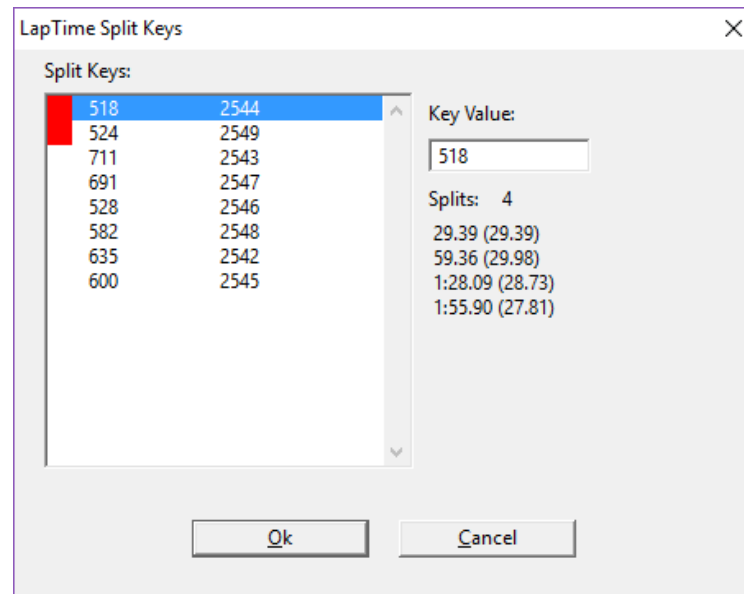 LapTime Split Keys
Split Keys:
518 2544
524 2549
711 2543
691 2547
528 2546
582 2548
635 2542
600 2545
Key Value:
518
Splits: 4
29.39 (29.39)
59.36 (29.98)
1:28.09 (28.73)
1:55.90 (27.81)
Ok
Cancel